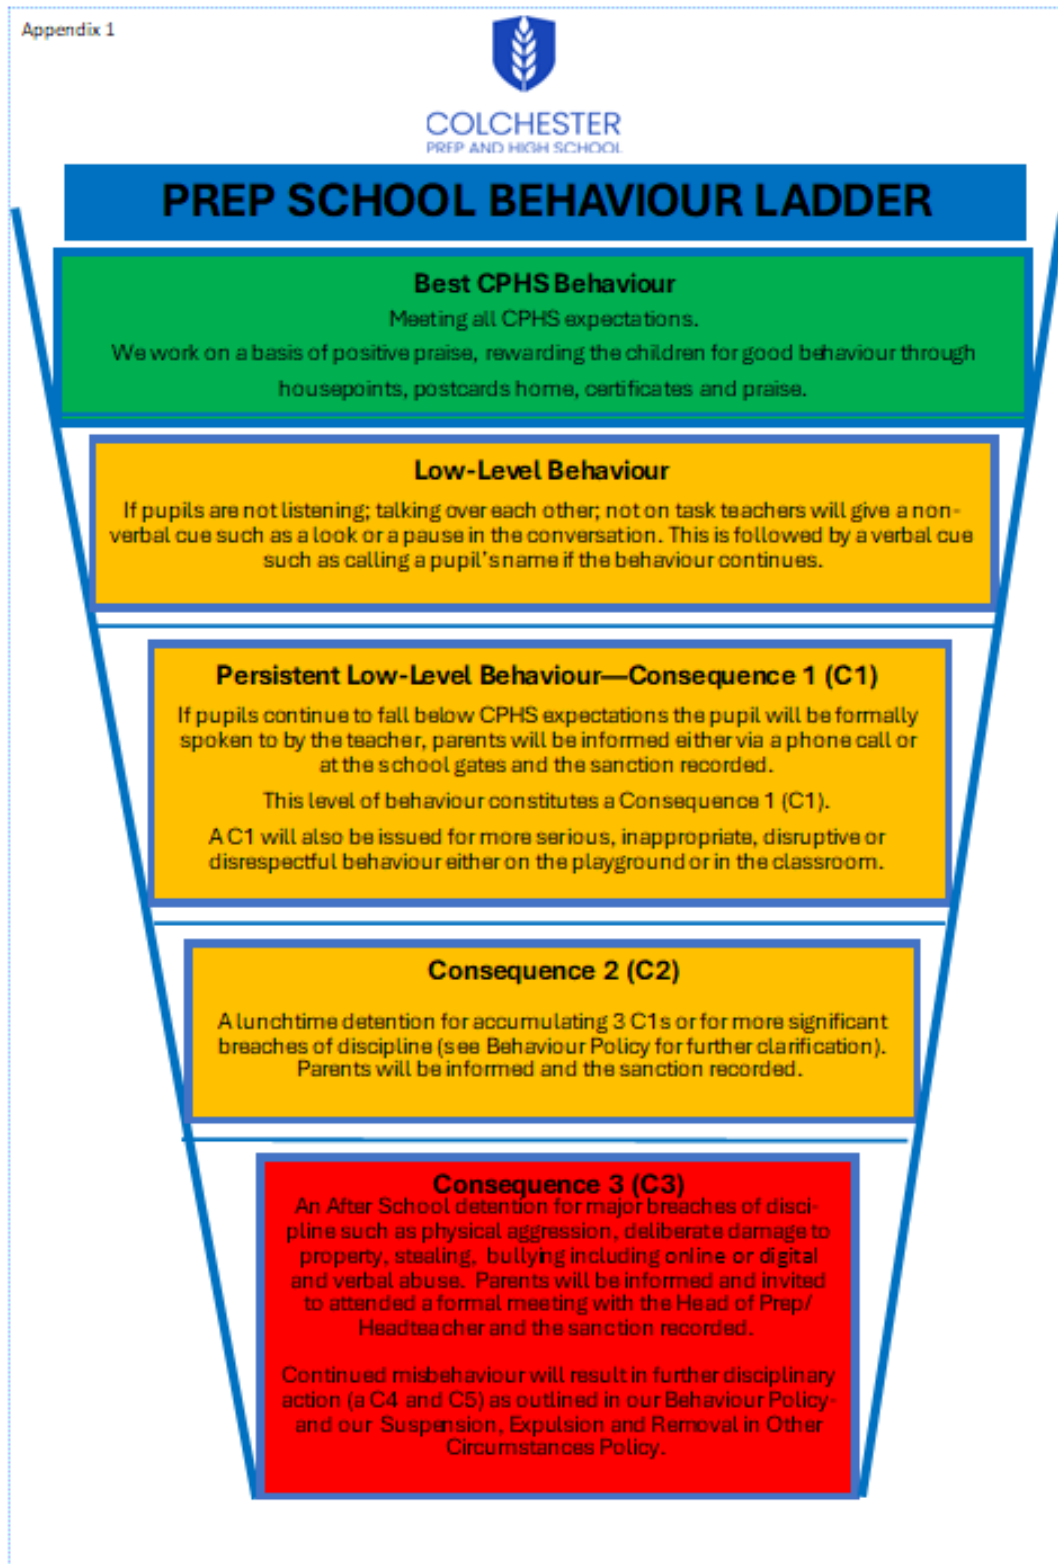 Appendix 1
COLCHESTER
PREP AND HIGH SCHOOL
PREP SCHOOL BEHAVIOUR LADDER
Best CPHS Behaviour
Meeting all CPHS expectations.
We work on a basis of positive praise, rewarding the children for good behaviour through
housepoints, postcards home, certificates and praise.
Low-Level Behaviour
If pupils are not listening; talking over each other; not on task teachers will give a non-
verbal cue such as a look or a pause in the conversation. This is followed by a verbal cue
such as calling a pupil's name if the behaviour continues.
Persistent Low-Level Behaviour—Consequence 1 (C1)
If pupils continue to fall below CPHS expectations the pupil will be formally
spoken to by the teacher, parents will be informed either via a phone call or
at the school gates and the sanction recorded.
This level of behaviour constitutes a Consequence 1 (C1).
A C1 will also be issued for more serious, inappropriate, disruptive or
disrespectful behaviour either on the playground or in the classroom.
Consequence 2 (C2)
A lunchtime detention for accumulating 3 C1s or for more significant
breaches of discipline (see Behaviour Policy for further clarification).
Parents will be informed and the sanction recorded.
Consequence 3 (C3)
An After School detention for major breaches of disci-
pline such as physical aggression, deliberate damage to
property, stealing, bullying including online or digital
and verbal abuse. Parents will be informed and invited
to attended a formal meeting with the Head of Prep/
Headteacher and the sanction recorded.
Continued misbehaviour will result in further disciplinary
action (a C4 and C5) as outlined in our Behaviour Policy-
and our Suspension, Expulsion and Removal in Other
Circumstances Policy.